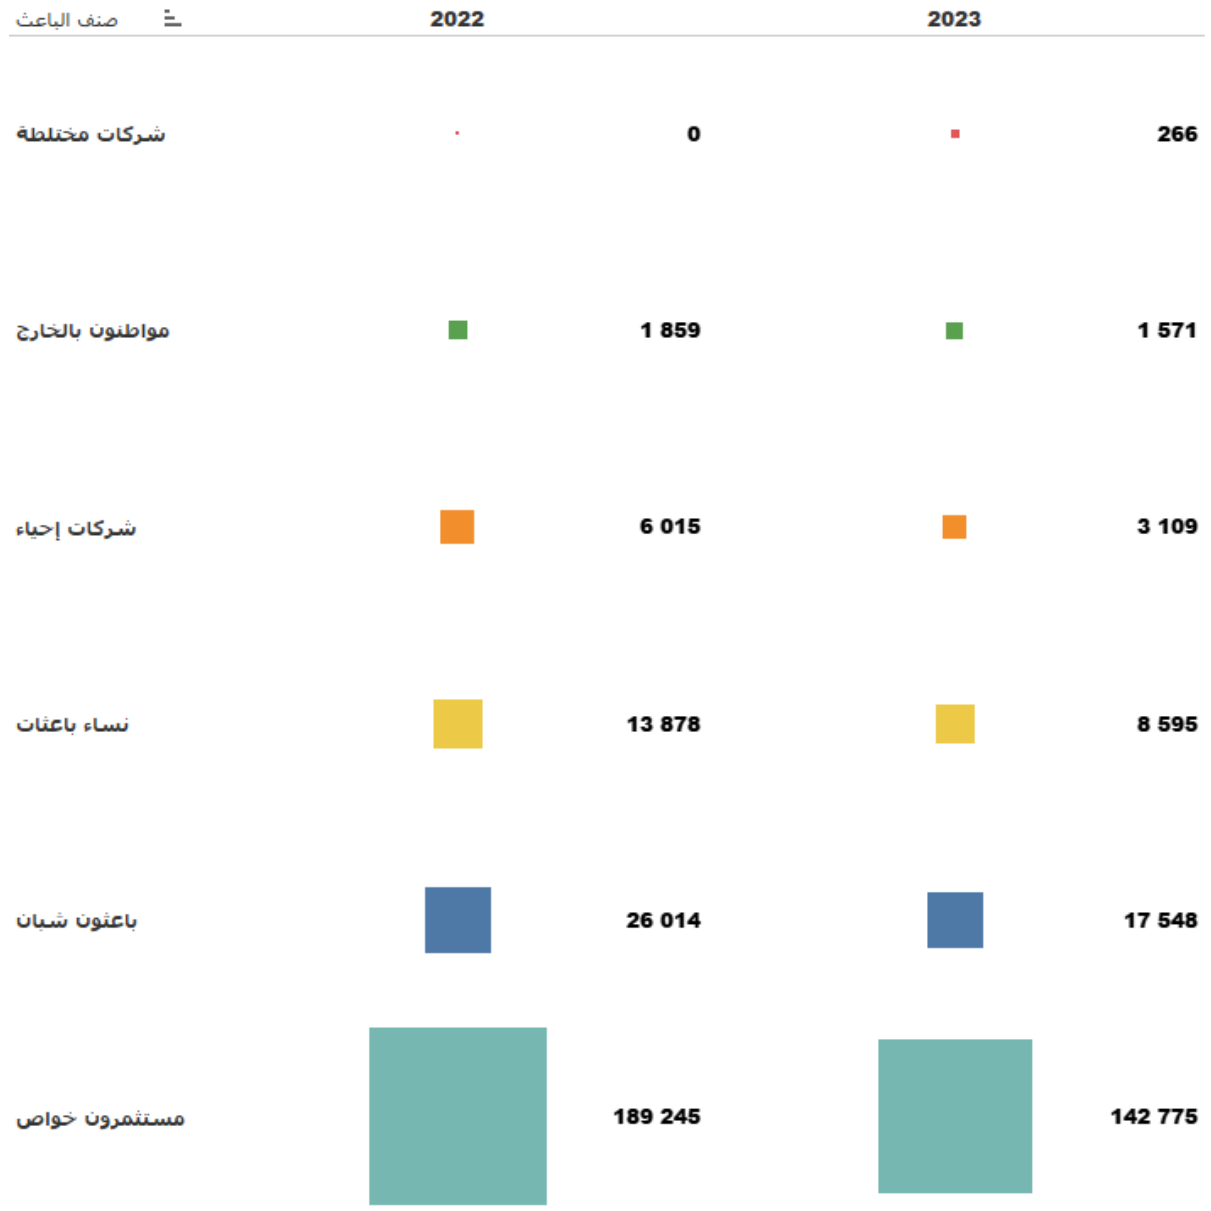 صنف الباعث 2022 2023
شركات مختلطة 0 266
مواطنون بالخارج 1 859 1 571
شركات إحياء 6 015 3 109
نساء باعثات 13 878 8 595
باعثون شبان 26 014 17 548
مستثمرون خواص 189 245 142 775